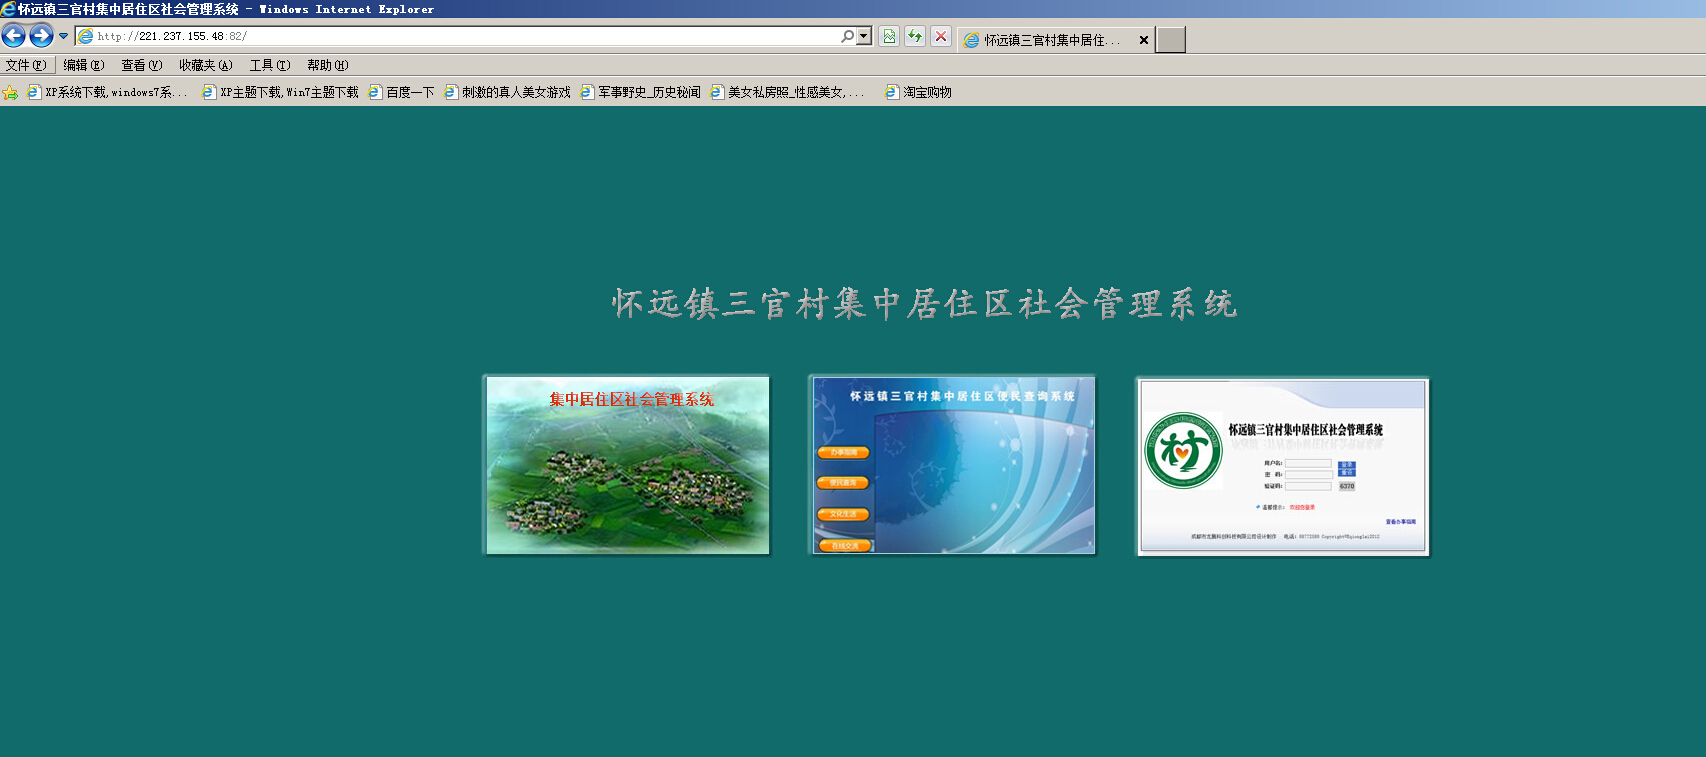 怀远镇三官村集中居住区社会管理系统 - Windows Internet Explorer
http://221.237.155.48:82/
怀远镇三官村集中居住...
文件(F) 编辑(E) 查看(V) 收藏夹(A) 工具(T) 帮助(H)
XP系统下载,windows7系... XP主题下载,Win7主题下载 百度一下 刺激的真人美女游戏 军事野史_历史秘闻 美女私房照_性感美女,... 淘宝购物
怀远镇三官村集中居住区社会管理系统
集中居住区社会管理系统
怀远镇三官村集中居住区便民查询系统
办事指南
便民查询
文化生活
在线交流
村
怀远镇三官村集中居住区社会管理系统
用户名:
登录
密 码:
重设
验证码:
6370
温馨提示: 欢迎您登录
查看办事指南